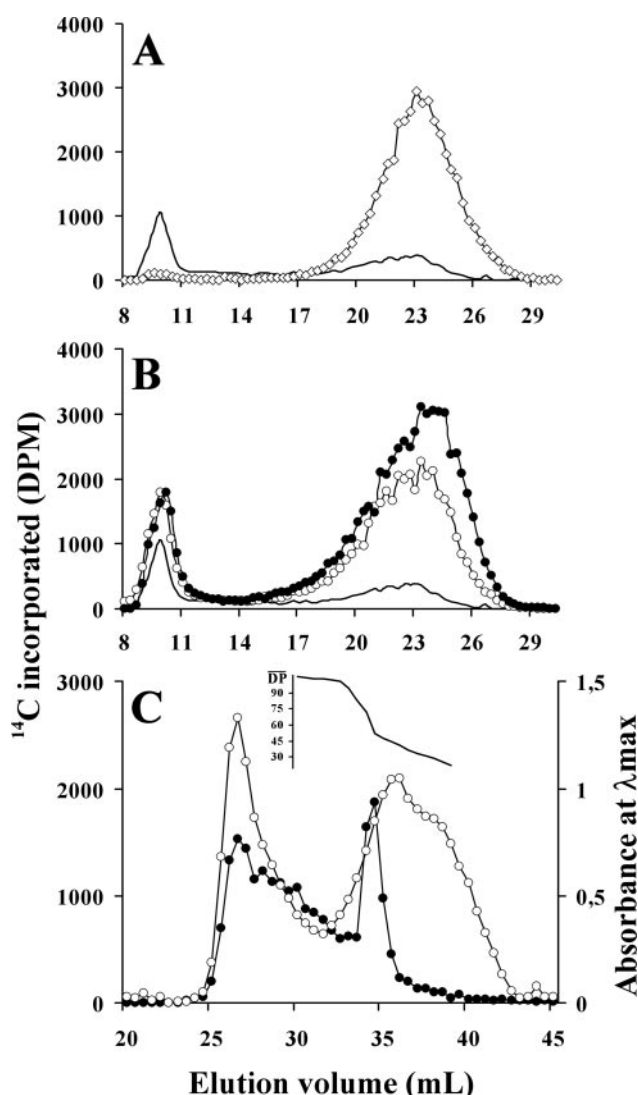 A
4000
3000
2000
1000
0
8 11 14 17 20 23 26 29
B
4000
3000
2000
1000
0
8 11 14 17 20 23 26 29
C
3000
2000
1000
0
DP
90
75
60
45
30
1,5
1
0,5
0
20 25 30 35 40 45
Elution volume (mL)
¹⁴C incorporated (DPM)
Absorbance at λmax